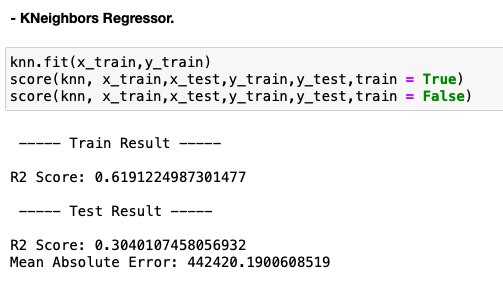 - KNeighbors Regressor.
knn.fit(x_train,y_train)
score(knn, x_train,x_test,y_train,y_test,train = True)
score(knn, x_train,x_test,y_train,y_test,train = False)
----- Train Result -----
R2 Score: 0.6191224987301477
----- Test Result -----
R2 Score: 0.3040107458056932
Mean Absolute Error: 442420.1900608519